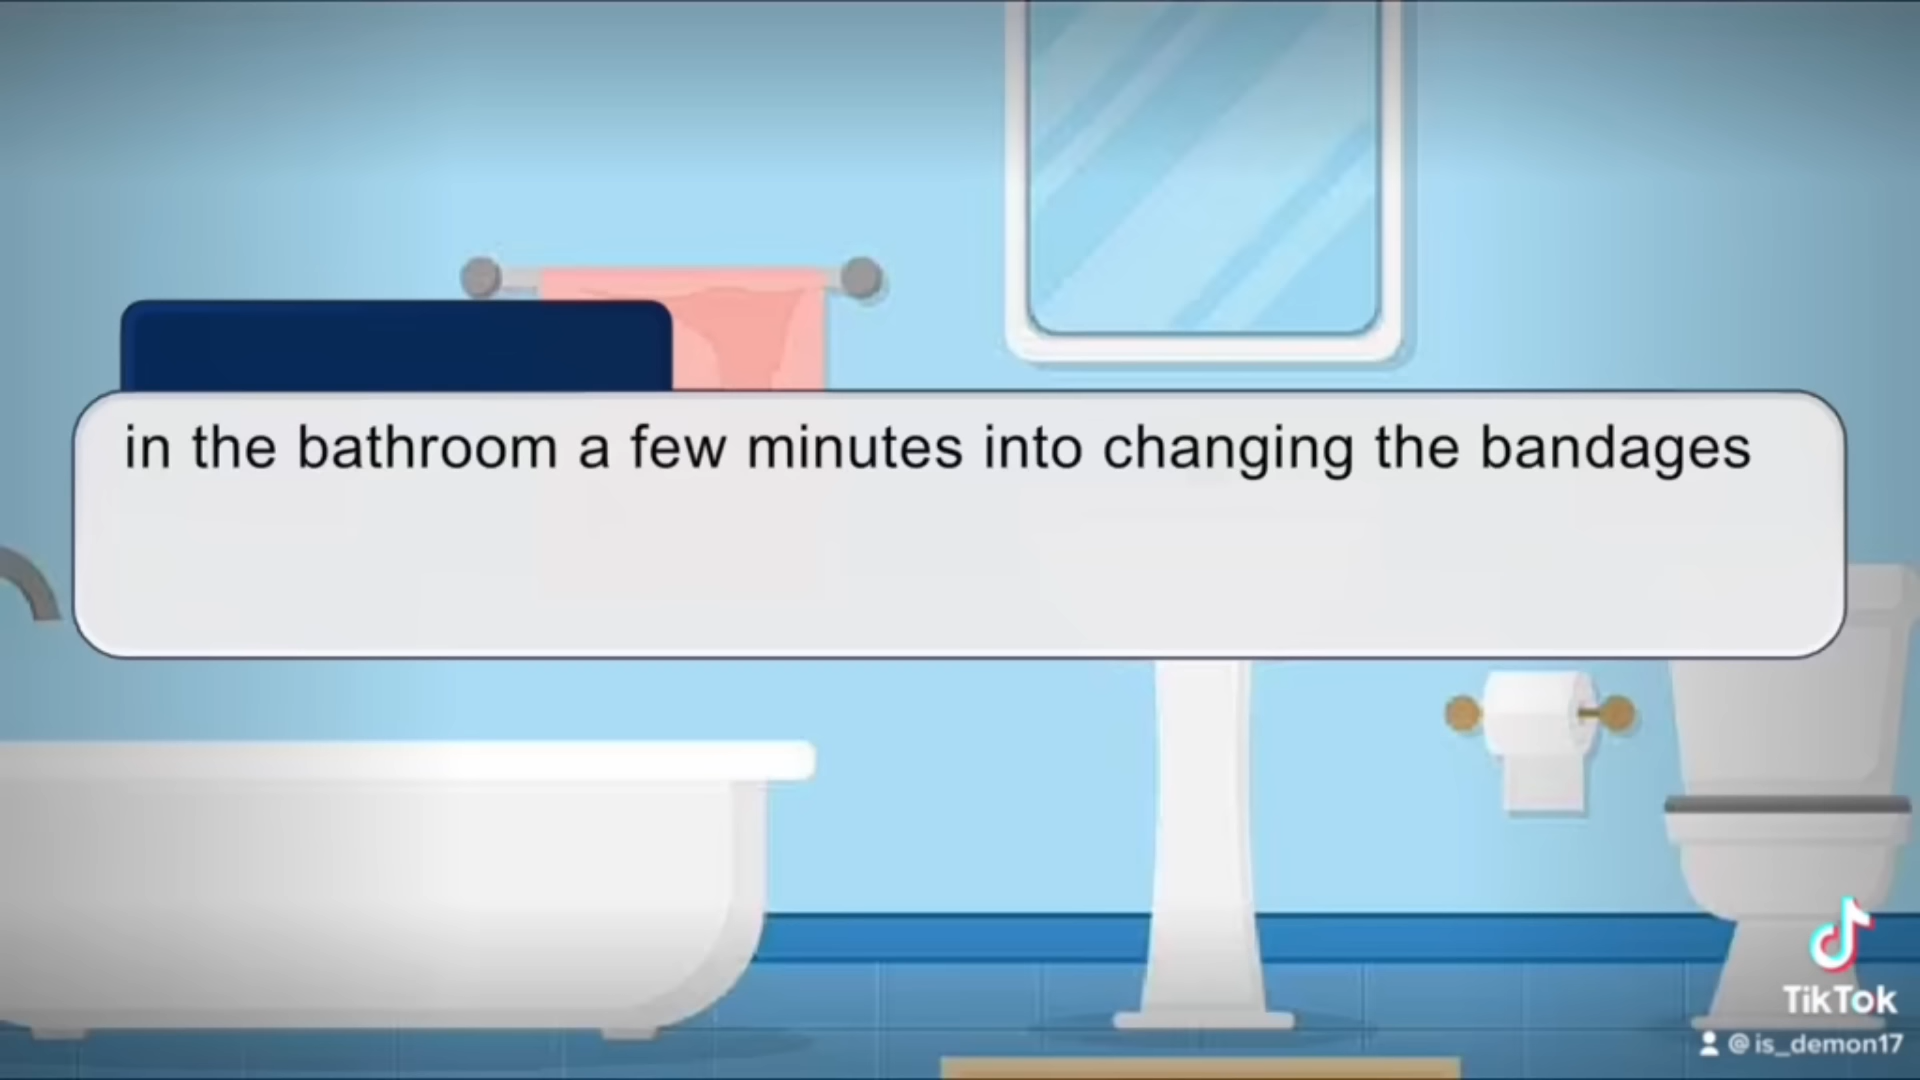 in the bathroom a few minutes into changing the bandages
TikTok
@is_demon17